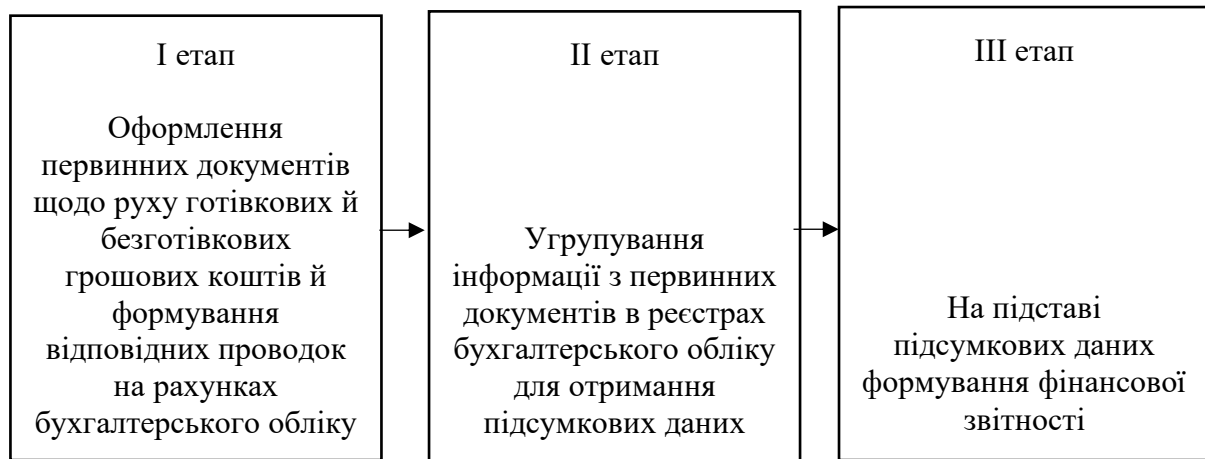 І етап
Оформлення
первинних документів
щодо руху готівкових й
безготівкових
грошових коштів й
формування
відповідних проводок
на рахунках
бухгалтерського обліку
ІІ етап
Угрупування
інформації з первинних
документів в реєстрах
бухгалтерського обліку
для отримання
підсумкових даних
ІІІ етап
На підставі
підсумкових даних
формування фінансової
звітності